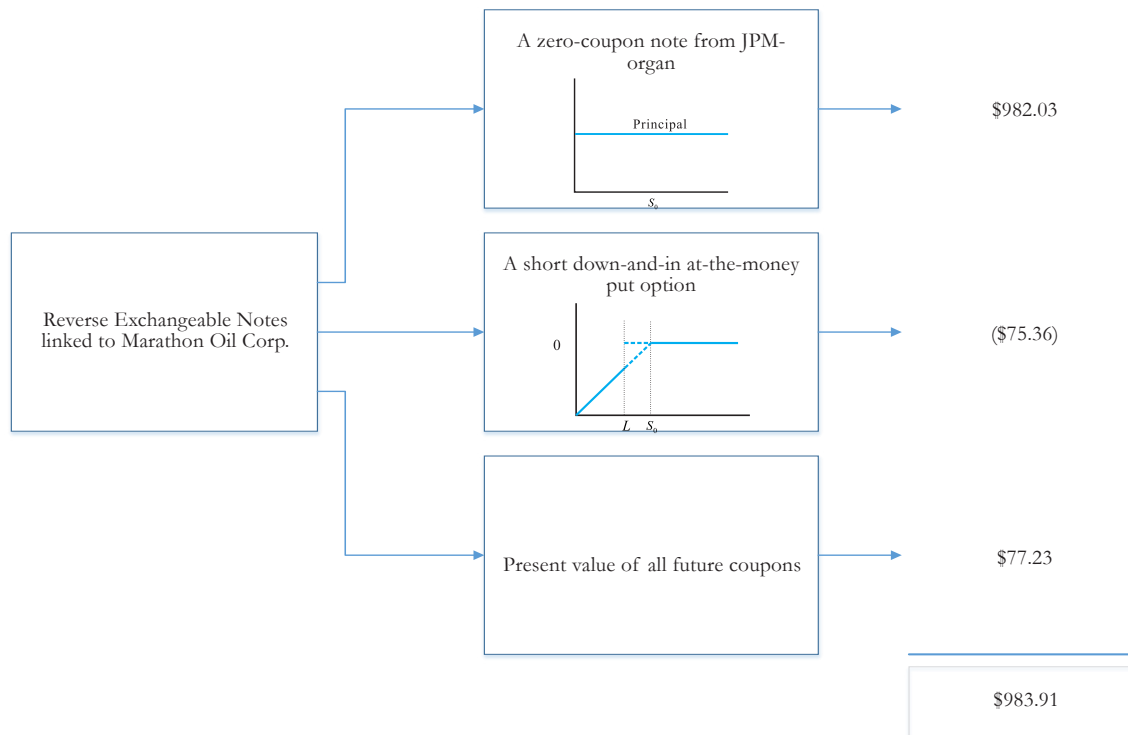 A zero-coupon note from JPM-
organ
Principal
S₀
$982.03
Reverse Exchangeable Notes
linked to Marathon Oil Corp.
A short down-and-in at-the-money
put option
0
L S₀
($75.36)
Present value of all future coupons
$77.23
$983.91